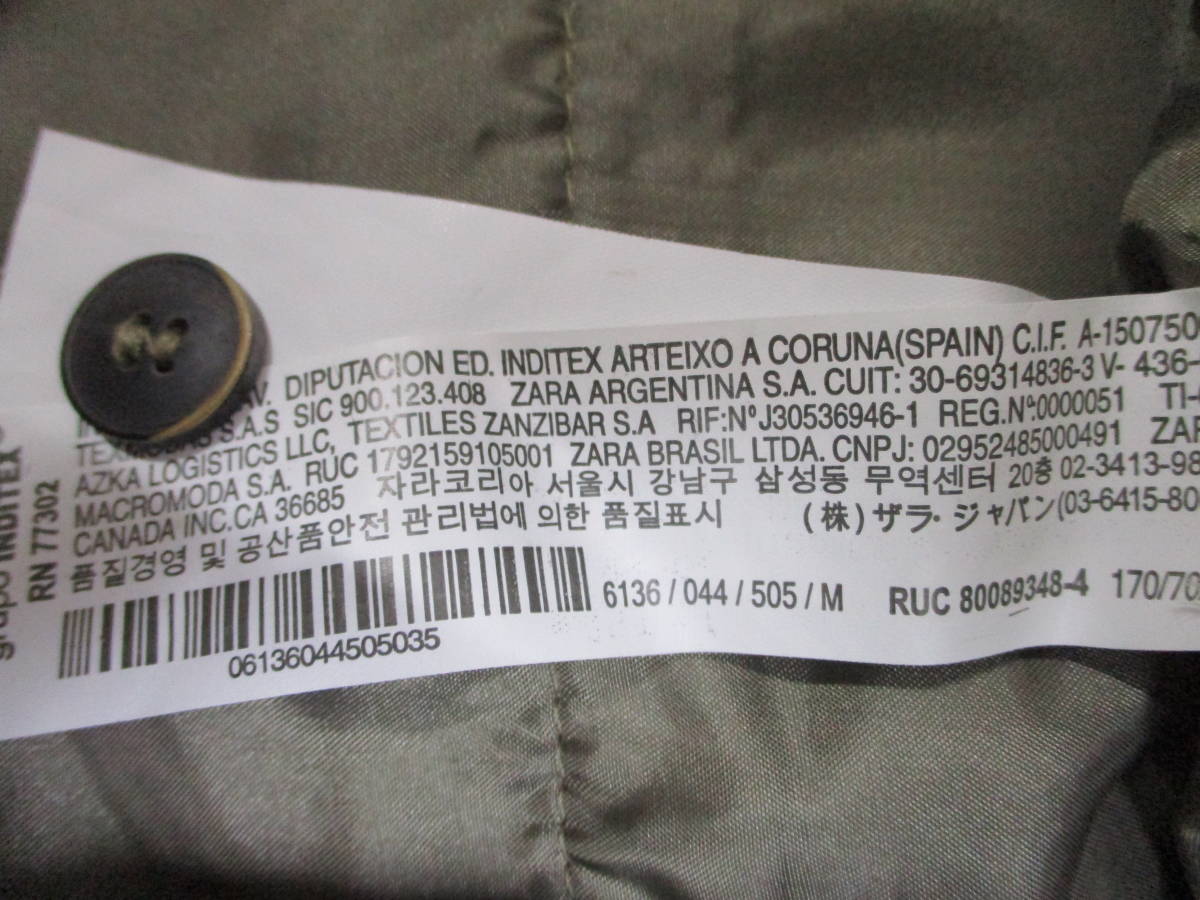 AV. DIPUTACION ED. INDITEX ARTEIXO A CORUNA(SPAIN) C.I.F. A-150750
S.A.S SIC 900.123.408 ZARA ARGENTINA S.A. CUIT: 30-69314836-3 V- 436-
AZKA LOGISTICS LLC, TEXTILES ZANZIBAR S.A RIF:NºJ30536946-1 REG.Nº:0000051 TI-
MACROMODA S.A. RUC 1792159105001 ZARA BRASIL LTDA. CNPJ: 02952485000491 ZAR
CANADA INC.CA 36685 자라코리아 서울시 강남구 삼성동 무역센터 20층 02-3413-98
품질경영 및 공산품안전 관리법에 의한 품질표시 (株)ザラ・ジャパン(03-6415-80
6136 / 044 / 505 / M RUC 80089348-4 170/70
06136044505035
grupo INDITEX
RN 77302